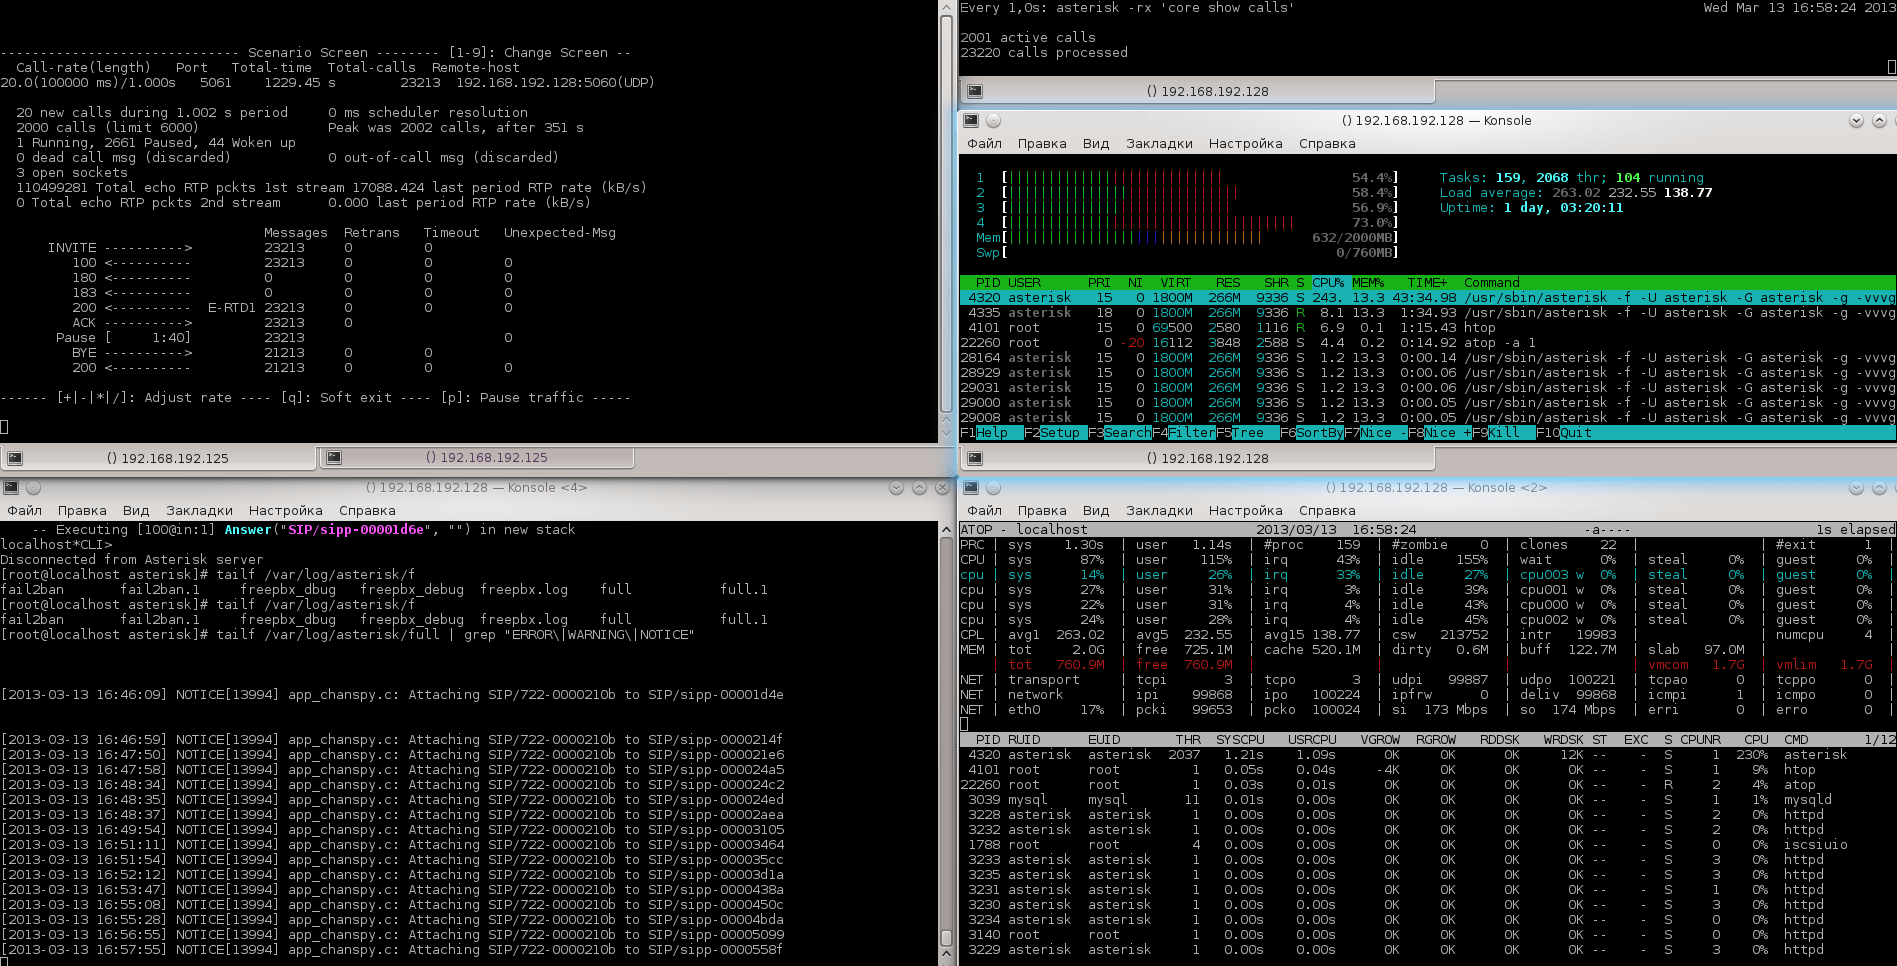 ---------------------------- Scenario Screen -------- [1-9]: Change Screen --
Call-rate(length)   Port   Total-time  Total-calls  Remote-host
20.0(100000 ms)/1.000s   5061    1229.45 s        23213  192.168.192.128:5060(UDP)
20 new calls during 1.002 s period     0 ms scheduler resolution
2000 calls (limit 6000)                Peak was 2002 calls, after 351 s
1 Running, 2661 Paused, 44 Woken up
0 dead call msg (discarded)            0 out-of-call msg (discarded)
3 open sockets
110499281 Total echo RTP pckts 1st stream 17088.424 last period RTP rate (kB/s)
0 Total echo RTP pckts 2nd stream      0.000 last period RTP rate (kB/s)
Messages  Retrans   Timeout   Unexpected-Msg
INVITE ---------->         23213     0         0
100 <----------         23213     0         0         0
180 <----------         0         0         0         0
183 <----------         0         0         0         0
200 <----------  E-RTD1 23213     0         0         0
ACK ---------->         23213     0
Pause [     1:40]         23213                         0
BYE ---------->         21213     0         0
200 <----------         21213     0         0         0
------ [+|-|*|/]: Adjust rate ---- [q]: Soft exit ---- [p]: Pause traffic -----
() 192.168.192.125
() 192.168.192.125
Every 1,0s: asterisk -rx 'core show calls'     Wed Mar 13 16:58:24 2013
2001 active calls
23220 calls processed
() 192.168.192.128
() 192.168.192.128 — Konsole
Файл Правка Вид Закладки Настройка Справка
1 [|||||||||||||||||||||||||||     54.4%]     Tasks: 159, 2068 thr; 104 running
2 [|||||||||||||||||||||||||||||     58.4%]     Load average: 263.02 232.55 138.77
3 [||||||||||||||||||||||||||||     56.9%]     Uptime: 1 day, 03:20:11
4 [||||||||||||||||||||||||||||||||||||     73.0%]
Mem[||||||||||||||||||||||||||||||||     632/2000MB]
Swp[     0/760MB]
PID USER      PRI  NI  VIRT   RES   SHR S CPU% MEM%   TIME+  Command
4320 asterisk   15   0 1800M  266M  9336 S 243. 13.3 43:34.98 /usr/sbin/asterisk -f -U asterisk -G asterisk -g -vvvg
4335 asterisk   18   0 1800M  266M  9336 R  8.1 13.3  1:34.93 /usr/sbin/asterisk -f -U asterisk -G asterisk -g -vvvg
4101 root       15   0 69500  2580  1116 R  6.9  0.1  1:15.43 htop
22260 root        0 -20 16112  3848  2588 S  4.4  0.2  0:14.92 atop -a 1
28164 asterisk   15   0 1800M  266M  9336 S  1.2 13.3  0:00.14 /usr/sbin/asterisk -f -U asterisk -G asterisk -g -vvvg
28929 asterisk   15   0 1800M  266M  9336 S  1.2 13.3  0:00.06 /usr/sbin/asterisk -f -U asterisk -G asterisk -g -vvvg
29031 asterisk   15   0 1800M  266M  9336 S  1.2 13.3  0:00.06 /usr/sbin/asterisk -f -U asterisk -G asterisk -g -vvvg
29000 asterisk   15   0 1800M  266M  9336 S  1.2 13.3  0:00.05 /usr/sbin/asterisk -f -U asterisk -G asterisk -g -vvvg
29008 asterisk   15   0 1800M  266M  9336 S  1.2 13.3  0:00.05 /usr/sbin/asterisk -f -U asterisk -G asterisk -g -vvvg
F1Help  F2Setup F3SearchF4FilterF5Tree  F6SortByF7Nice -F8Nice +F9Kill  F10Quit
() 192.168.192.128
() 192.168.192.128 — Konsole <4>
Файл Правка Вид Закладки Настройка Справка
-- Executing [100@in:1] Answer("SIP/sipp-00001d6e", "") in new stack
localhost*CLI>
Disconnected from Asterisk server
[root@localhost asterisk]# tailf /var/log/asterisk/f
fail2ban       fail2ban.1     freepbx_dbug   freepbx_debug  freepbx.log    full           full.1
[root@localhost asterisk]# tailf /var/log/asterisk/f
fail2ban       fail2ban.1     freepbx_dbug   freepbx_debug  freepbx.log    full           full.1
[root@localhost asterisk]# tailf /var/log/asterisk/full | grep "ERROR\|WARNING\|NOTICE"
[2013-03-13 16:46:09] NOTICE[13994] app_chanspy.c: Attaching SIP/722-0000210b to SIP/sipp-00001d4e
[2013-03-13 16:46:59] NOTICE[13994] app_chanspy.c: Attaching SIP/722-0000210b to SIP/sipp-0000214f
[2013-03-13 16:47:50] NOTICE[13994] app_chanspy.c: Attaching SIP/722-0000210b to SIP/sipp-000021e6
[2013-03-13 16:47:58] NOTICE[13994] app_chanspy.c: Attaching SIP/722-0000210b to SIP/sipp-000024a5
[2013-03-13 16:48:34] NOTICE[13994] app_chanspy.c: Attaching SIP/722-0000210b to SIP/sipp-000024c2
[2013-03-13 16:48:35] NOTICE[13994] app_chanspy.c: Attaching SIP/722-0000210b to SIP/sipp-000024ed
[2013-03-13 16:48:37] NOTICE[13994] app_chanspy.c: Attaching SIP/722-0000210b to SIP/sipp-00002aea
[2013-03-13 16:49:54] NOTICE[13994] app_chanspy.c: Attaching SIP/722-0000210b to SIP/sipp-00003105
[2013-03-13 16:51:11] NOTICE[13994] app_chanspy.c: Attaching SIP/722-0000210b to SIP/sipp-00003464
[2013-03-13 16:51:54] NOTICE[13994] app_chanspy.c: Attaching SIP/722-0000210b to SIP/sipp-000035cc
[2013-03-13 16:52:12] NOTICE[13994] app_chanspy.c: Attaching SIP/722-0000210b to SIP/sipp-00003d1a
[2013-03-13 16:53:47] NOTICE[13994] app_chanspy.c: Attaching SIP/722-0000210b to SIP/sipp-0000438a
[2013-03-13 16:55:08] NOTICE[13994] app_chanspy.c: Attaching SIP/722-0000210b to SIP/sipp-0000450c
[2013-03-13 16:55:28] NOTICE[13994] app_chanspy.c: Attaching SIP/722-0000210b to SIP/sipp-00004bda
[2013-03-13 16:56:55] NOTICE[13994] app_chanspy.c: Attaching SIP/722-0000210b to SIP/sipp-00005099
[2013-03-13 16:57:55] NOTICE[13994] app_chanspy.c: Attaching SIP/722-0000210b to SIP/sipp-0000558f
() 192.168.192.128 — Konsole <2>
Файл Правка Вид Закладки Настройка Справка
ATOP - localhost     2013/03/13  16:58:24     -a----     1s elapsed
PRC | sys    1.30s | user   1.14s | #proc    159 | #zombie    0 | clones    22 |              | #exit      1 |
CPU | sys      87% | user    115% | irq      43% | idle    155% | wait      0% | steal     0% | guest     0% |
cpu | sys      14% | user     26% | irq      33% | idle     27% | cpu003 w  0% | steal     0% | guest     0% |
cpu | sys      27% | user     31% | irq       3% | idle     39% | cpu001 w  0% | steal     0% | guest     0% |
cpu | sys      22% | user     31% | irq       4% | idle     43% | cpu000 w  0% | steal     0% | guest     0% |
cpu | sys      24% | user     28% | irq       4% | idle     45% | cpu002 w  0% | steal     0% | guest     0% |
CPL | avg1  263.02 | avg5  232.55 | avg15 138.77 | csw   213752 | intr   19983 |              | numcpu     4 |
MEM | tot     2.0G | free  725.1M | cache 520.1M | dirty   0.6M | buff  122.7M | slab   97.0M |              |
| tot   760.9M | free  760.9M |              |              |              | vmcom   1.7G | vmlim   1.7G |
NET | transport    | tcpi       3 | tcpo       3 | udpi   99887 | udpo  100221 | tcpao      0 | tcppo      0 |
NET | network      | ipi    99868 | ipo   100224 | ipfrw      0 | deliv  99868 | icmpi      1 | icmpo      0 |
NET | eth0     17% | pcki   99653 | pcko  100024 | si  173 Mbps | so  174 Mbps | erri       0 | erro       0 |
PID RUID      EUID       THR  SYSCPU   USRCPU   VGROW  RGROW   RDDSK   WRDSK ST  EXC  S CPUNR   CPU  CMD       1/12
4320 asterisk  asterisk  2037   1.21s    1.09s      0K     0K      0K     12K --    -  S     1  230%  asterisk
4101 root      root         1   0.05s    0.04s     -4K     0K      0K      0K --    -  S     1    9%  htop
22260 root      root         1   0.03s    0.01s      0K     0K      0K      0K --    -  R     2    4%  atop
3039 mysql     mysql       11   0.01s    0.00s      0K     0K      0K      0K --    -  S     1    1%  mysqld
3228 asterisk  asterisk     1   0.00s    0.00s      0K     0K      0K      0K --    -  S     2    0%  httpd
3232 asterisk  asterisk     1   0.00s    0.00s      0K     0K      0K      0K --    -  S     2    0%  httpd
1788 root      root         4   0.00s    0.00s      0K     0K      0K      0K --    -  S     0    0%  iscsiuio
3233 asterisk  asterisk     1   0.00s    0.00s      0K     0K      0K      0K --    -  S     3    0%  httpd
3235 asterisk  asterisk     1   0.00s    0.00s      0K     0K      0K      0K --    -  S     3    0%  httpd
3231 asterisk  asterisk     1   0.00s    0.00s      0K     0K      0K      0K --    -  S     1    0%  httpd
3230 asterisk  asterisk     1   0.00s    0.00s      0K     0K      0K      0K --    -  S     3    0%  httpd
3234 asterisk  asterisk     1   0.00s    0.00s      0K     0K      0K      0K --    -  S     0    0%  httpd
3140 root      root         1   0.00s    0.00s      0K     0K      0K      0K --    -  S     0    0%  httpd
3229 asterisk  asterisk     1   0.00s    0.00s      0K     0K      0K      0K --    -  S     3    0%  httpd